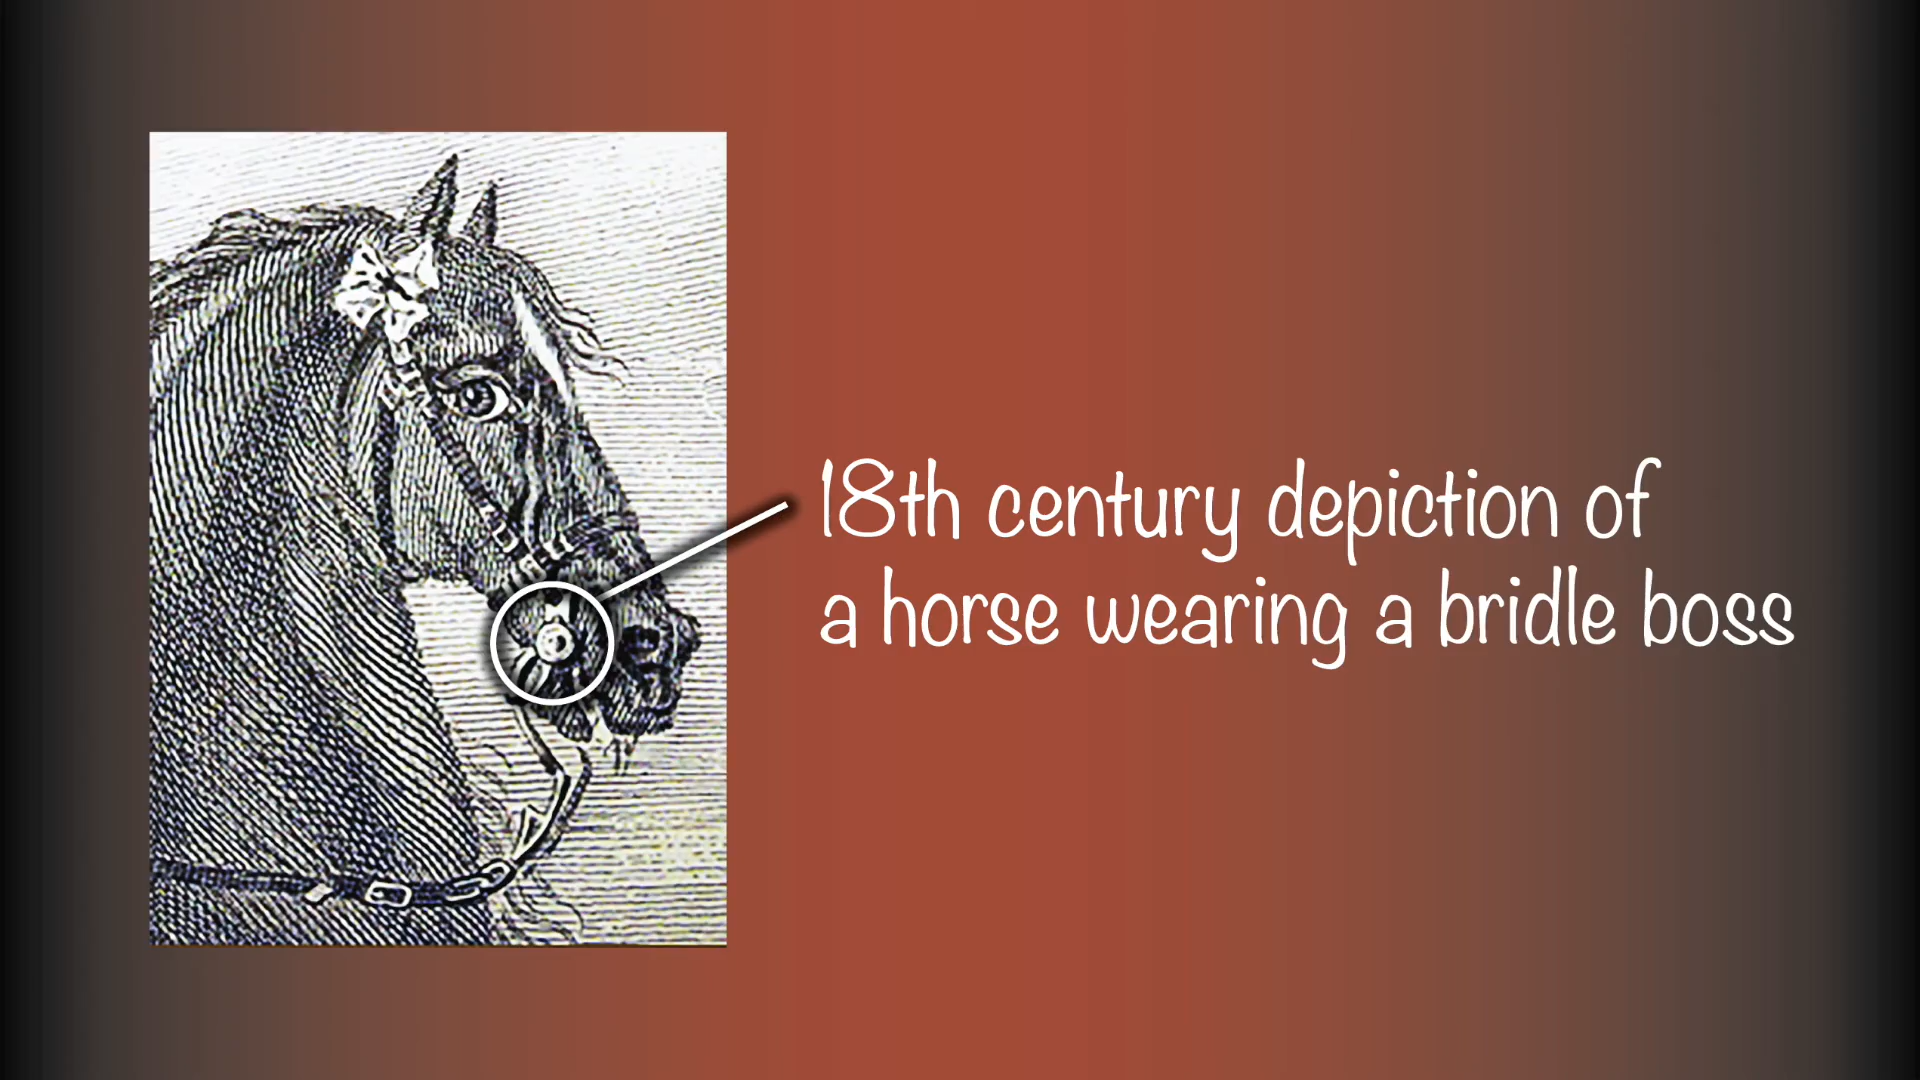 18th century depiction of
a horse wearing a bridle boss